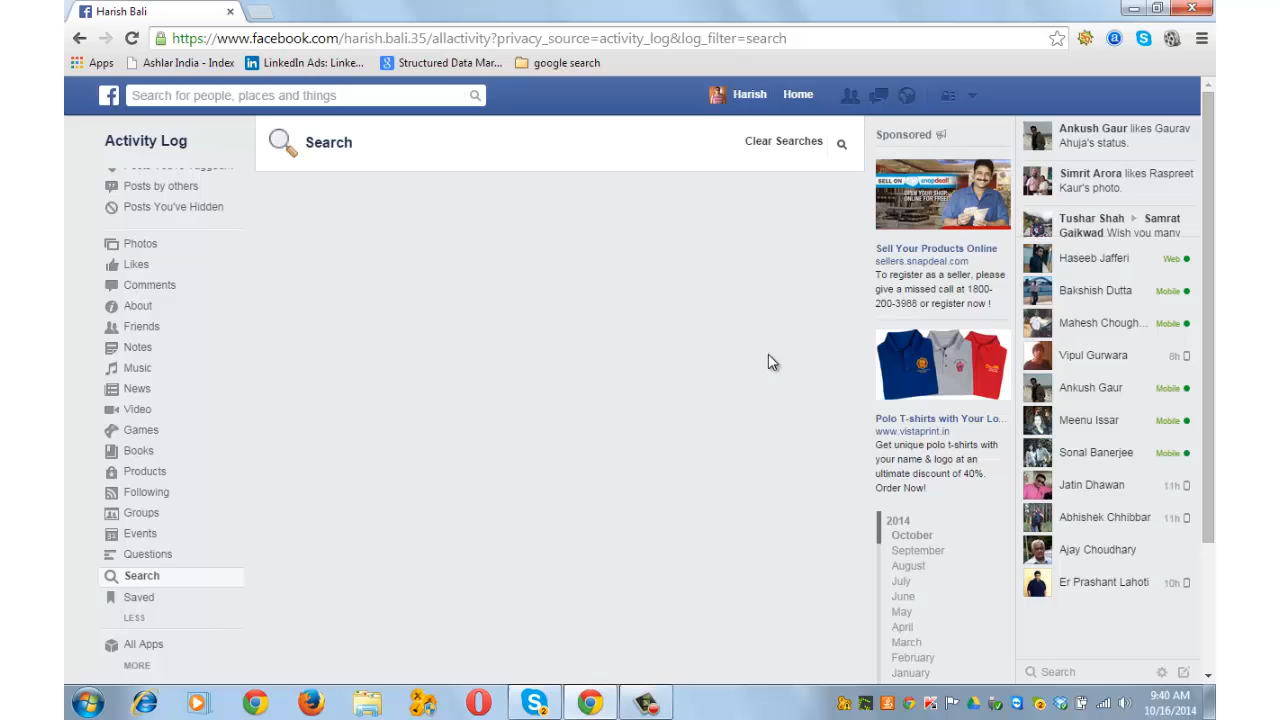 Harish Bali
https://www.facebook.com/harish.bali.35/allactivity?privacy_source=activity_log&log_filter=search
Apps
Ashlar India - Index
LinkedIn Ads: Linke...
Structured Data Mar...
google search
Search for people, places and things
Harish
Home
Activity Log
Posts by others
Posts You've Hidden
Photos
Likes
Comments
About
Friends
Notes
Music
News
Video
Games
Books
Products
Following
Groups
Events
Questions
Search
Saved
LESS
All Apps
MORE
Search
Clear Searches
Sponsored
SELL ON snapdeal
Sell Your Products Online
sellers.snapdeal.com
To register as a seller, please
give a missed call at 1800-
200-3988 or register now !
Polo T-shirts with Your Lo...
www.vistaprint.in
Get unique polo t-shirts with
your name & logo at an
ultimate discount of 40%.
Order Now!
2014
October
September
August
July
June
May
April
March
February
January
Ankush Gaur likes Gaurav
Ahuja's status.
Simrit Arora likes Raspreet
Kaur's photo.
Tushar Shah ▶ Samrat
Gaikwad Wish you many
Haseeb Jafferi Web
Bakshish Dutta Mobile
Mahesh Chough... Mobile
Vipul Gurwara 8h
Ankush Gaur Mobile
Meenu Issar Mobile
Sonal Banerjee Mobile
Jatin Dhawan 11h
Abhishek Chhibbar 11h
Ajay Choudhary
Er Prashant Lahoti 10h
Search
9:40 AM
10/16/2014